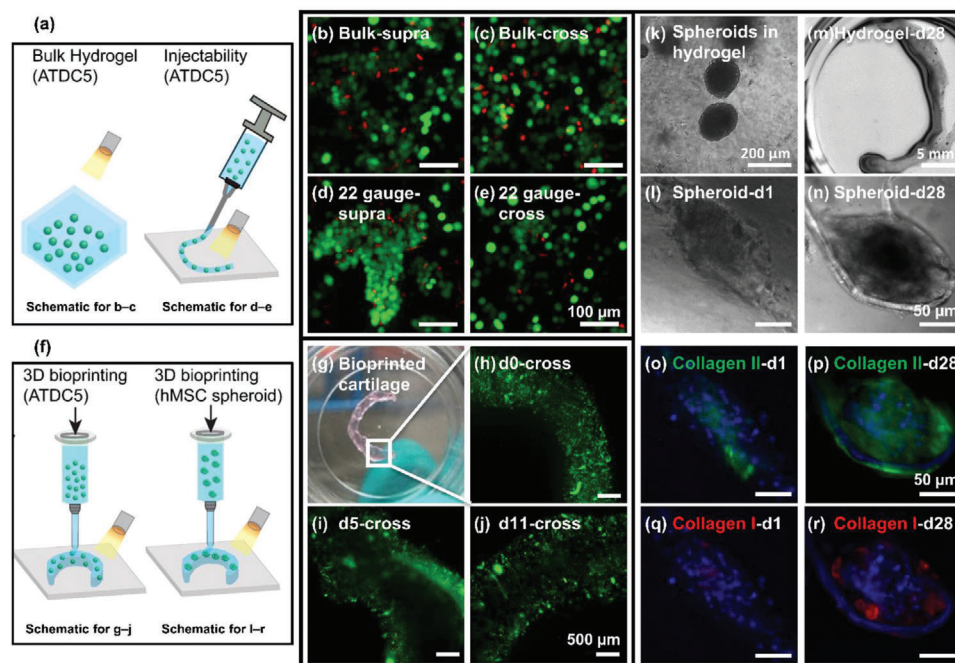 (a)
Bulk Hydrogel
(ATDC5)
Injectability
(ATDC5)
Schematic for b–c
Schematic for d–e
(b) Bulk-supra
(c) Bulk-cross
(d) 22 gauge-
supra
(e) 22 gauge-
cross
100 μm
(k) Spheroids in
hydrogel
200 μm
(m)Hydrogel-d28
5 mm
(l) Spheroid-d1
(n) Spheroid-d28
50 μm
(f)
3D bioprinting
(ATDC5)
3D bioprinting
(hMSC spheroid)
Schematic for g–j
Schematic for l–r
(g) Bioprinted
cartilage
(h) d0-cross
(i) d5-cross
(j) d11-cross
500 μm
(o) Collagen II-d1
(p) Collagen II-d28
50 μm
(q) Collagen I-d1
(r) Collagen I-d28